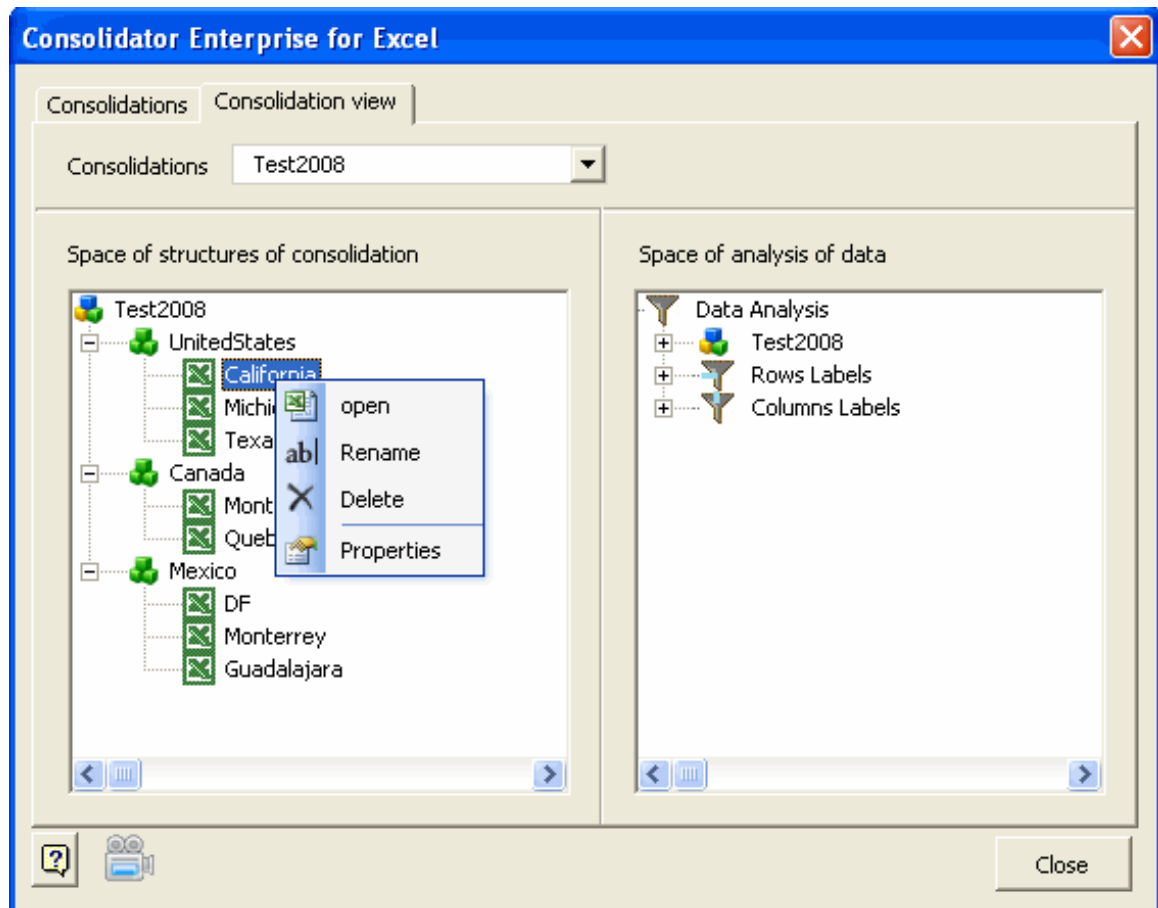 Consolidator Enterprise for Excel
Consolidations Consolidation view
Consolidations Test2008
Space of structures of consolidation
Test2008
UnitedStates
California
Canada
Mexico
DF
Monterrey
Guadalajara
open
ab Rename
Delete
Properties
Space of analysis of data
Data Analysis
Test2008
Rows Labels
Columns Labels
Close